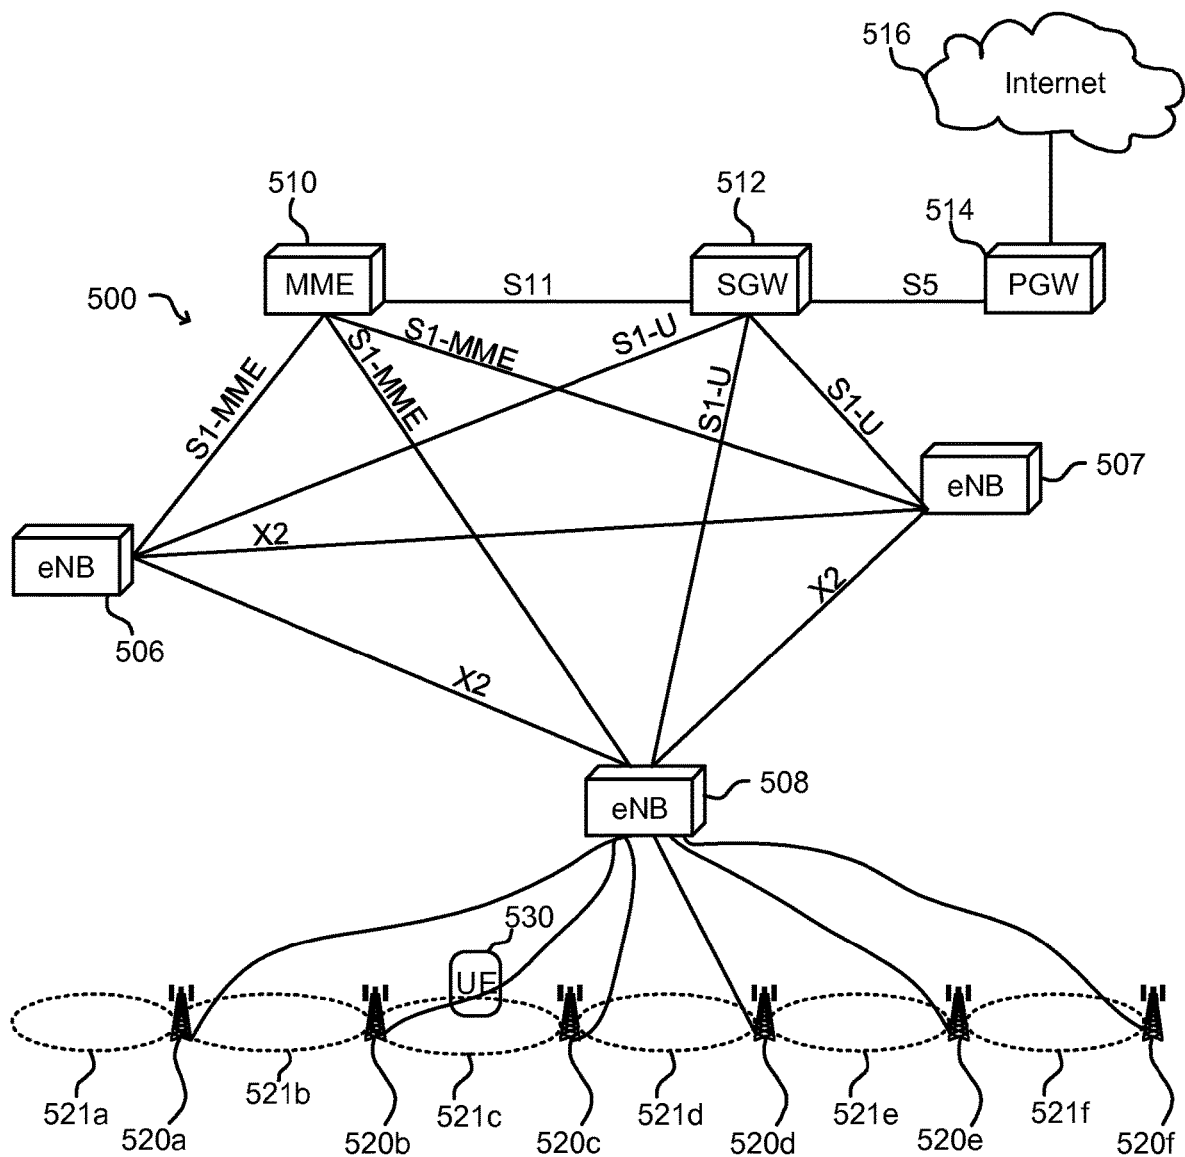 516
Internet
510
512
514
MME
S11
SGW
S5
PGW
500
S1-MME
S1-MME
S1-MME
S1-U
S1-U
S1-U
eNB
507
X2
eNB
506
X2
X2
508
eNB
530
UE
521a
520a
521b
520b
521c
520c
521d
520d
521e
520e
521f
520f